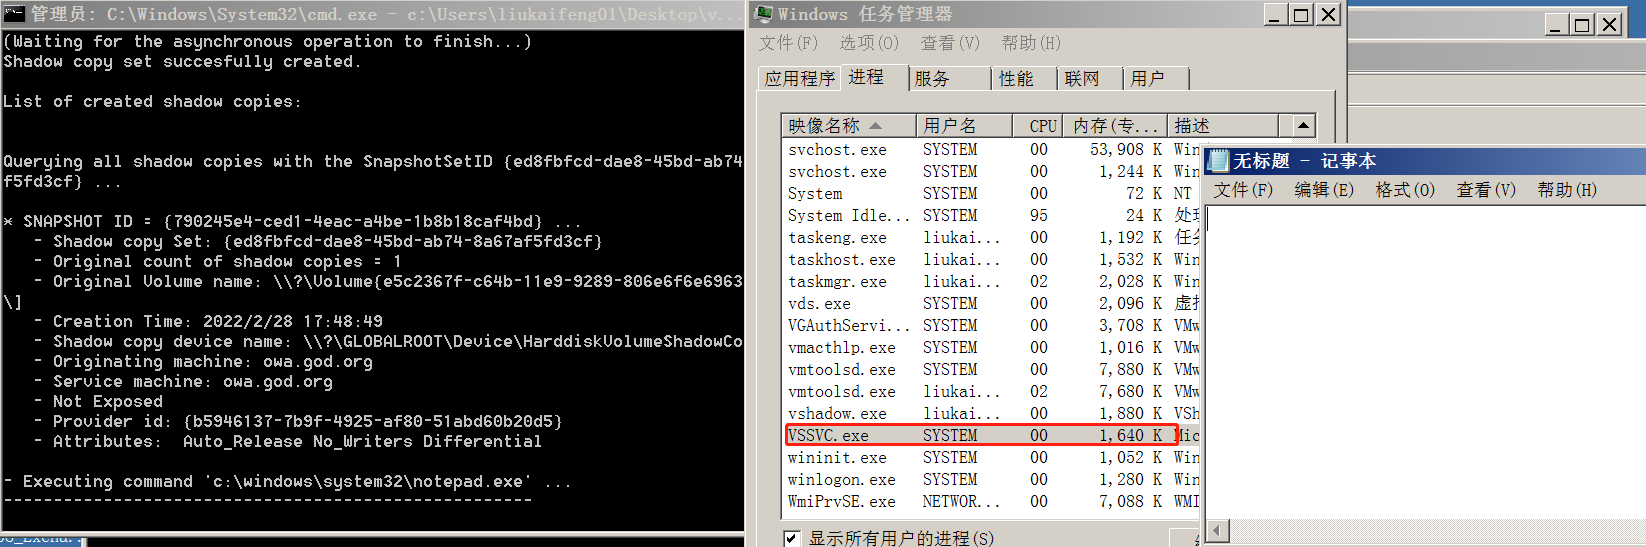 管理员: C:\Windows\System32\cmd.exe - c:\Users\liukaifeng01\Desktop\v...
(Waiting for the asynchronous operation to finish...)
Shadow copy set succesfully created.
List of created shadow copies:
Querying all shadow copies with the SnapshotSetID {ed8fbfcd-dae8-45bd-ab74
f5fd3cf} ...
* SNAPSHOT ID = {790245e4-ced1-4eac-a4be-1b8b18caf4bd} ...
- Shadow copy Set: {ed8fbfcd-dae8-45bd-ab74-8a67af5fd3cf}
- Original count of shadow copies = 1
- Original Volume name: \\?\Volume{e5c2367f-c64b-11e9-9289-806e6f6e6963
\]
- Creation Time: 2022/2/28 17:48:49
- Shadow copy device name: \\?\GLOBALROOT\Device\HarddiskVolumeShadowCo
- Originating machine: owa.god.org
- Service machine: owa.god.org
- Not Exposed
- Provider id: {b5946137-7b9f-4925-af80-51abd60b20d5}
- Attributes:  Auto_Release No_Writers Differential
- Executing command 'c:\windows\system32\notepad.exe' ...
-----------------------------------------------------
Windows 任务管理器
文件(F) 选项(O) 查看(V) 帮助(H)
应用程序 进程 服务 性能 联网 用户
映像名称 用户名 CPU 内存(专... 描述
svchost.exe SYSTEM 00 53,908 K Win
svchost.exe SYSTEM 00 1,244 K Win
System SYSTEM 00 72 K NT
System Idle... SYSTEM 95 24 K 处理
taskeng.exe liukai... 00 1,192 K 任务
taskhost.exe liukai... 00 1,532 K Win
taskmgr.exe liukai... 02 2,028 K Win
vds.exe SYSTEM 00 2,096 K 虚拟
VGAuthServi... SYSTEM 00 3,708 K VMw
vmacthlp.exe SYSTEM 00 1,016 K VMw
vmtoolsd.exe SYSTEM 00 7,880 K VMw
vmtoolsd.exe liukai... 02 7,680 K VMw
vshadow.exe liukai... 00 1,880 K VSh
VSSVC.exe SYSTEM 00 1,640 K Mic
wininit.exe SYSTEM 00 1,052 K Win
winlogon.exe SYSTEM 00 1,280 K Win
WmiPrvSE.exe NETWOR... 00 7,088 K WMI
显示所有用户的进程(S)
无标题 - 记事本
文件(F) 编辑(E) 格式(O) 查看(V) 帮助(H)